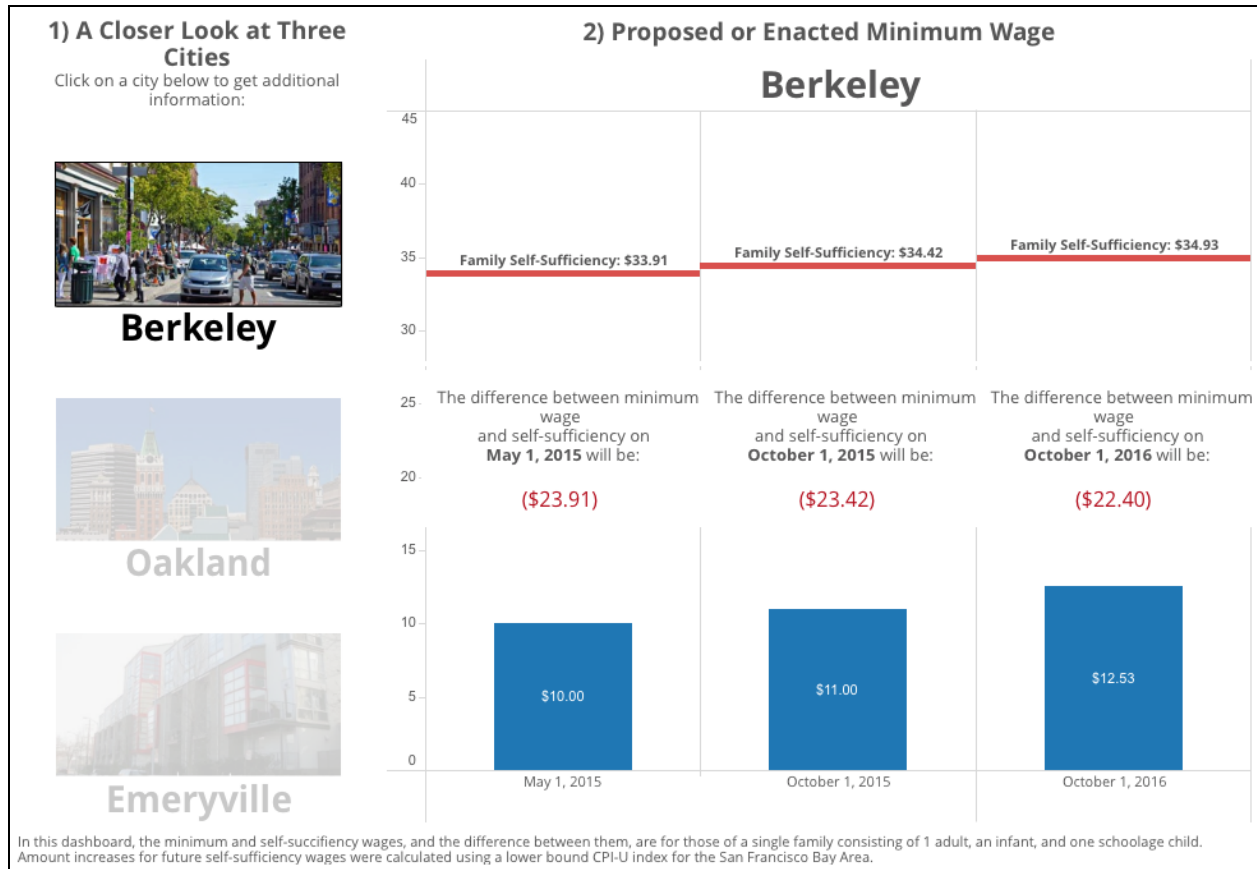 1) A Closer Look at Three
Cities
Click on a city below to get additional
information:
Berkeley
Oakland
Emeryville
2) Proposed or Enacted Minimum Wage
Berkeley
45
40
35
30
25
20
15
10
5
0
Family Self-Sufficiency: $33.91
Family Self-Sufficiency: $34.42
Family Self-Sufficiency: $34.93
The difference between minimum
wage
and self-sufficiency on
May 1, 2015 will be:
($23.91)
The difference between minimum
wage
and self-sufficiency on
October 1, 2015 will be:
($23.42)
The difference between minimum
wage
and self-sufficiency on
October 1, 2016 will be:
($22.40)
$10.00
$11.00
$12.53
May 1, 2015
October 1, 2015
October 1, 2016
In this dashboard, the minimum and self-succifiency wages, and the difference between them, are for those of a single family consisting of 1 adult, an infant, and one schoolage child.
Amount increases for future self-sufficiency wages were calculated using a lower bound CPI-U index for the San Francisco Bay Area.